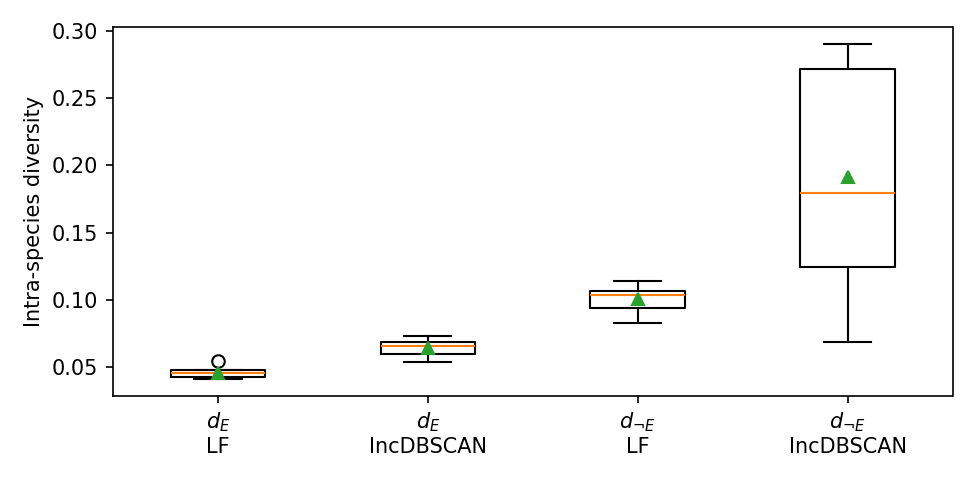 Intra-species diversity
0.30
0.25
0.20
0.15
0.10
0.05
d_E
LF
d_E
IncDBSCAN
d_¬E
LF
d_¬E
IncDBSCAN